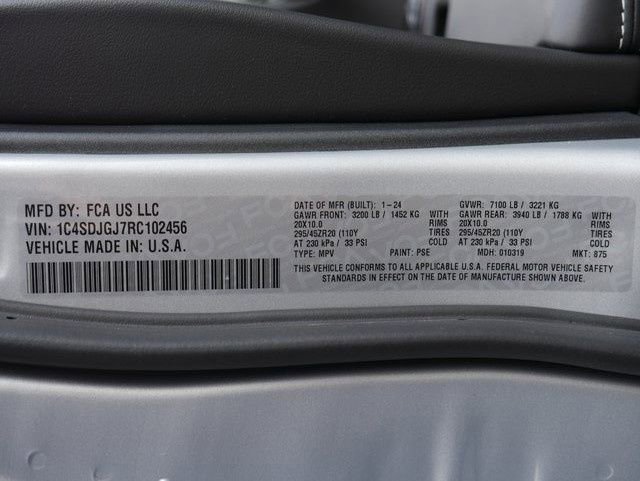 MFD BY: FCA US LLC
VIN: 1C4SDJGJ7RC102456
VEHICLE MADE IN: U.S.A.
DATE OF MFR (BUILT): 1-24 GVWR: 7100 LB / 3221 KG
GAWR FRONT: 3200 LB / 1452 KG WITH GAWR REAR: 3940 LB / 1788 KG WITH
20X10.0 RIMS 20X10.0 RIMS
295/45ZR20 (110Y TIRES 295/45ZR20 (110Y TIRES
AT 230 kPa / 33 PSI AT 230 kPa / 33 PSI
TYPE: MPV PAINT: PSE MDH: 010319 MKT: 875
THIS VEHICLE CONFORMS TO ALL APPLICABLE U.S.A. FEDERAL MOTOR VEHICLE SAFETY
STANDARDS IN EFFECT ON THE DATE OF MANUFACTURE SHOWN ABOVE.